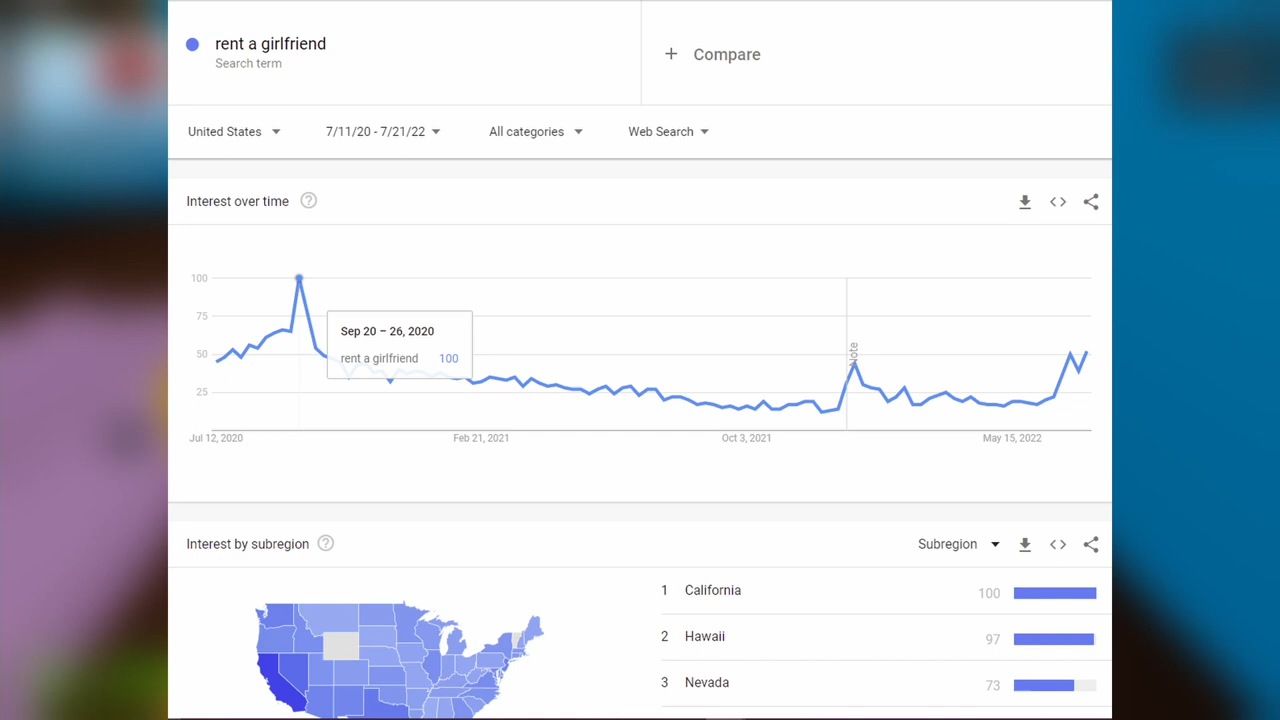 rent a girlfriend
Search term
+ Compare
United States
7/11/20 - 7/21/22
All categories
Web Search
Interest over time
100
75
50
25
Sep 20 – 26, 2020
rent a girlfriend 100
Note
Jul 12, 2020
Feb 21, 2021
Oct 3, 2021
May 15, 2022
Interest by subregion
Subregion
1 California 100
2 Hawaii 97
3 Nevada 73